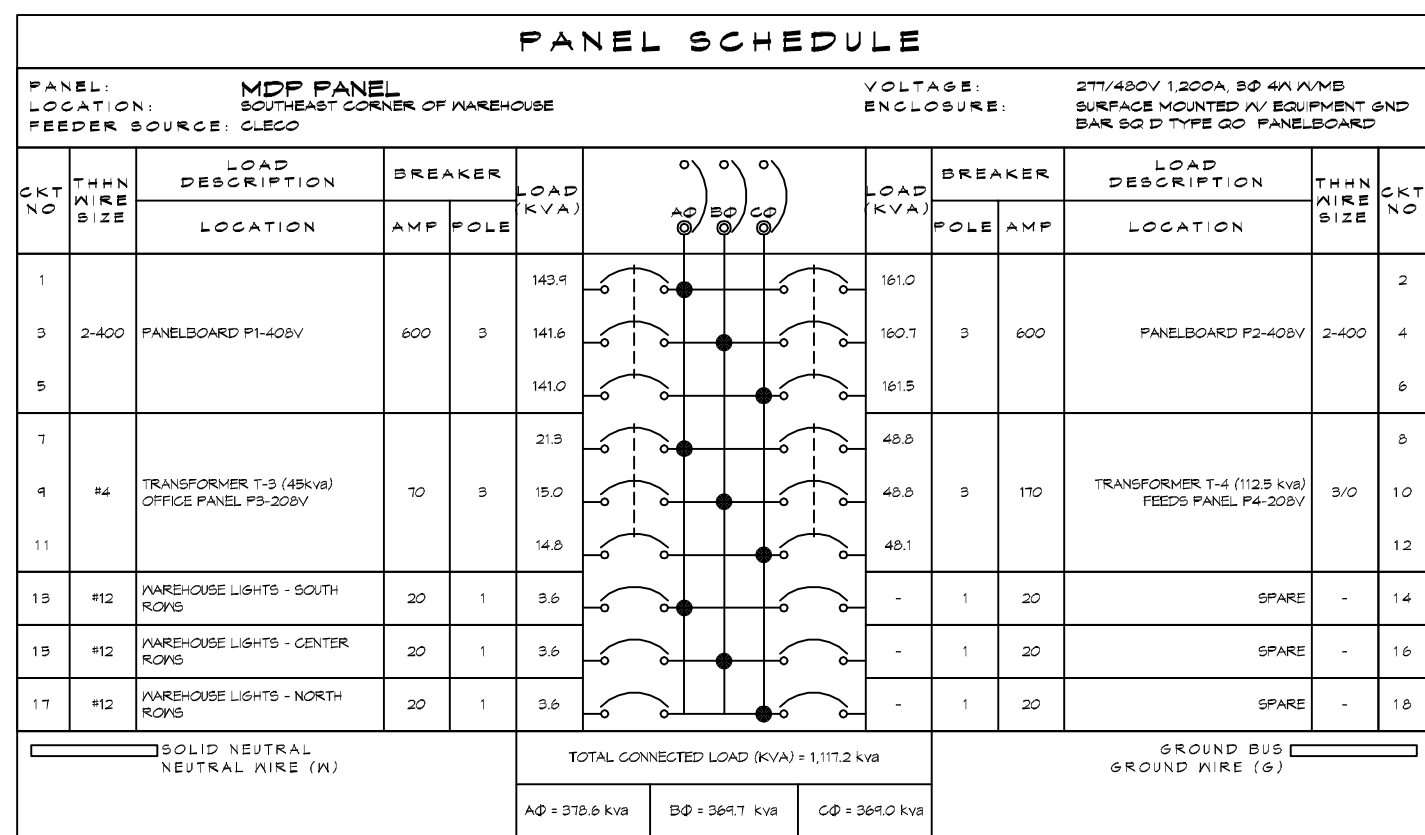 PANEL SCHEDULE
PANEL: MDP PANEL
LOCATION: SOUTHEAST CORNER OF WAREHOUSE
FEEDER SOURCE: CLECO
VOLTAGE: 277/480V 1,200A, 3Φ 4W W/MB
ENCLOSURE: SURFACE MOUNTED W/ EQUIPMENT GND
BAR SQ D TYPE QO PANELBOARD
CKT NO THHN WIRE SIZE LOAD DESCRIPTION LOCATION BREAKER AMP POLE LOAD (KVA) AΦ BΦ CΦ LOAD (KVA) BREAKER POLE AMP LOAD DESCRIPTION LOCATION THHN WIRE SIZE CKT NO
1 143.9 161.0 2
3 2-400 PANELBOARD P1-408V 600 3 141.6 160.7 3 600 PANELBOARD P2-408V 2-400 4
5 141.0 161.5 6
7 21.3 48.8 8
9 #4 TRANSFORMER T-3 (45kva) OFFICE PANEL P3-208V 70 3 15.0 48.8 3 170 TRANSFORMER T-4 (112.5 kva) FEEDS PANEL P4-208V 3/0 10
11 14.8 48.1 12
13 #12 WAREHOUSE LIGHTS - SOUTH ROWS 20 1 3.6 - 1 20 SPARE - 14
15 #12 WAREHOUSE LIGHTS - CENTER ROWS 20 1 3.6 - 1 20 SPARE - 16
17 #12 WAREHOUSE LIGHTS - NORTH ROWS 20 1 3.6 - 1 20 SPARE - 18
SOLID NEUTRAL
NEUTRAL WIRE (W)
TOTAL CONNECTED LOAD (KVA) = 1,117.2 kva
AΦ = 378.6 kva BΦ = 369.7 kva CΦ = 369.0 kva
GROUND BUS
GROUND WIRE (G)